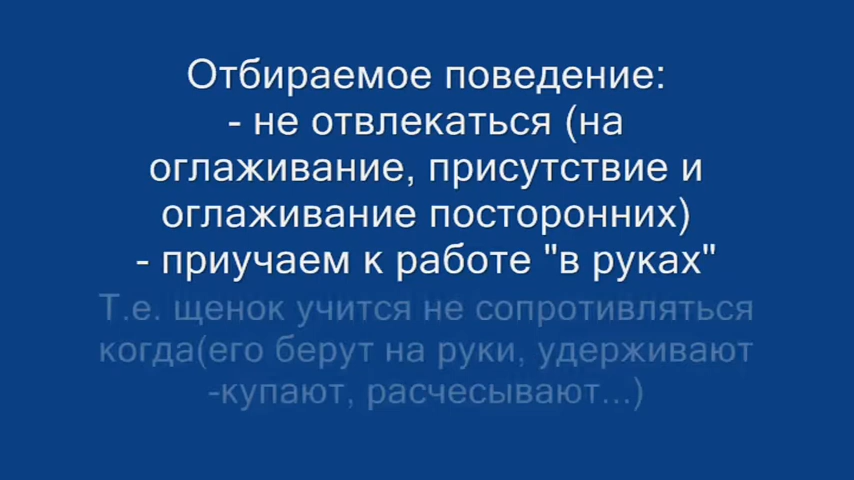 Отбираемое поведение:
- не отвлекаться (на
оглаживание, присутствие и
оглаживание посторонних)
- приучаем к работе "в руках"
Т.е. щенок учится не сопротивляться
когда(его берут на руки, удерживают
-купают, расчесывают...)